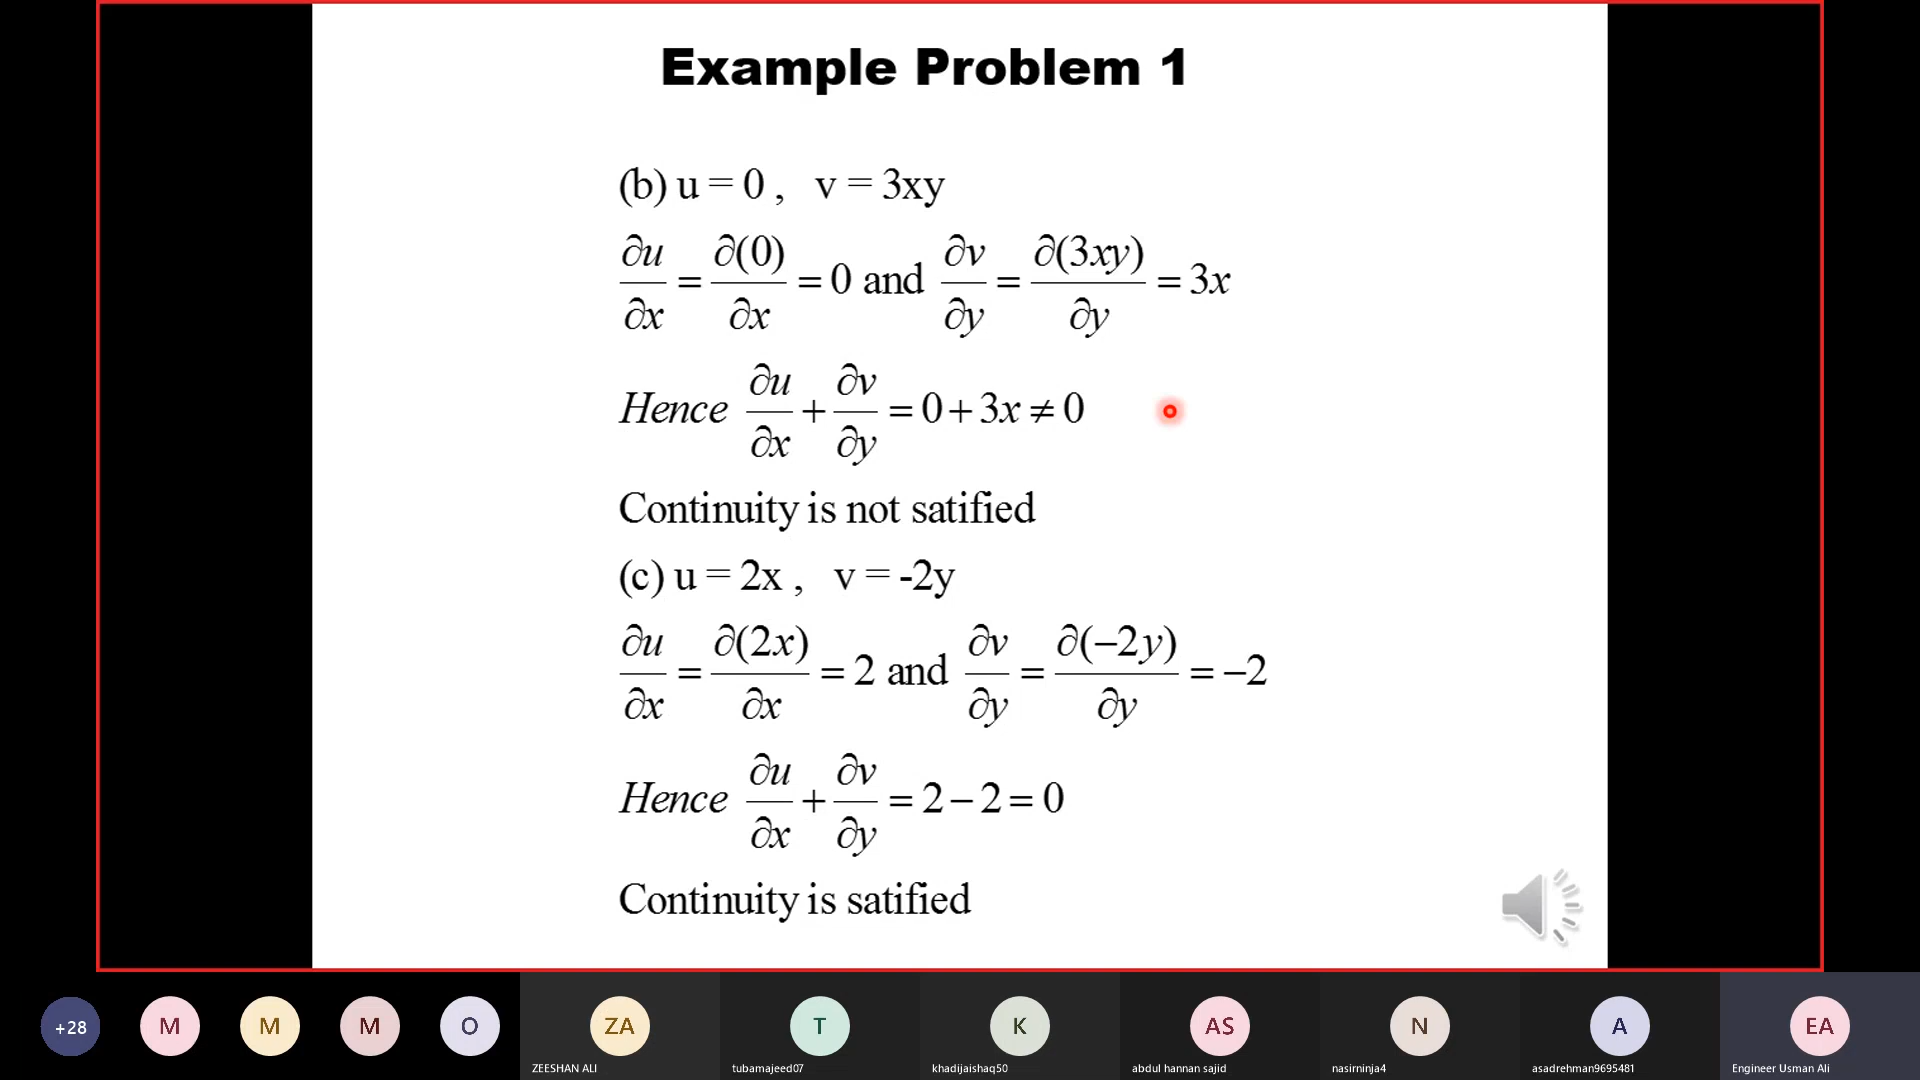 Example Problem 1
(b) u = 0 , v = 3xy
∂u/∂x = ∂(0)/∂x = 0 and ∂v/∂y = ∂(3xy)/∂y = 3x
Hence ∂u/∂x + ∂v/∂y = 0 + 3x ≠ 0
Continuity is not satified
(c) u = 2x , v = -2y
∂u/∂x = ∂(2x)/∂x = 2 and ∂v/∂y = ∂(−2y)/∂y = −2
Hence ∂u/∂x + ∂v/∂y = 2 − 2 = 0
Continuity is satified
+28 M M M O ZA T K AS N A EA
ZEESHAN ALI tubamajeed07 khadijaishaq50 abdul hannan sajid nasirninja4 asadrehman9695481 Engineer Usman Ali